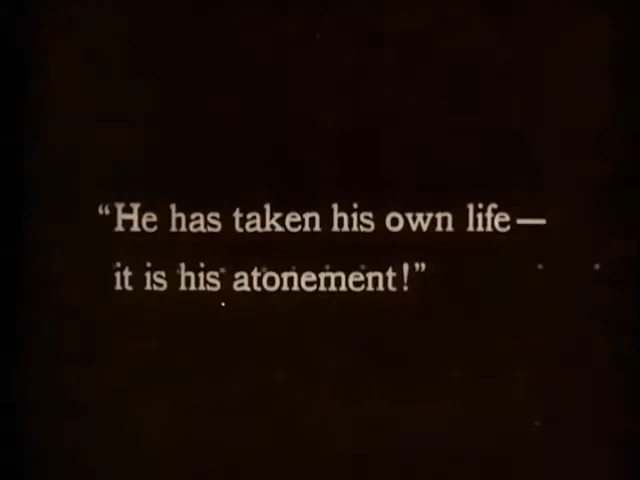 “He has taken his own life—
it is his atonement!”